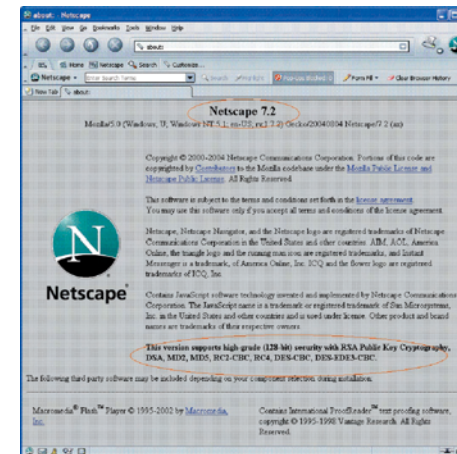 about: - Netscape
File Edit View Go Bookmarks Tools Window Help
about:
Home Netscape Search Customize...
Netscape Enter Search Terms Search Form Fill Clear Browser History
New Tab about:
Netscape 7.2
Mozilla/5.0 (Windows; U; Windows NT 5.1; en-US; rv:1.7.2) Gecko/20040804 Netscape/7.2 (ax)
Copyright © 2000-2004 Netscape Communications Corporation. Portions of this code are
copyrighted by Contributors to the Mozilla codebase under the Mozilla Public License and
Netscape Public License. All Rights Reserved.
This software is subject to the terms and conditions set forth in the license agreement.
You may use this software only if you accept all terms and conditions of the license agreement.
N
Netscape
Netscape, Netscape Navigator, and the Netscape logo are registered trademarks of Netscape
Communications Corporation in the United States and other countries. AIM, AOL, America
Online, the triangle logo and the running man icon are registered trademarks, and Instant
Messenger is a trademark, of America Online, Inc. ICQ and the flower logo are registered
trademarks of ICQ, Inc.
Contains JavaScript software technology invented and implemented by Netscape Communications
Corporation. The JavaScript name is a trademark or registered trademark of Sun Microsystems,
Inc. in the United States and other countries and is used under license. Other product and brand
names are trademarks of their respective owners.
This version supports high grade (128-bit) security with RSA Public Key Cryptography,
DSA, MD2, MD5, RC2-CBC, RC4, DES-CBC, DES-EDE3-CBC.
The following third party software may be included depending on your component selection during installation.
Macromedia® Flash™ Player © 1995-2002 by Macromedia,
Inc.
Contains International ProofReader™ text proofing software,
copyright © 1995-1998 Vantage Research. All Rights
Reserved.